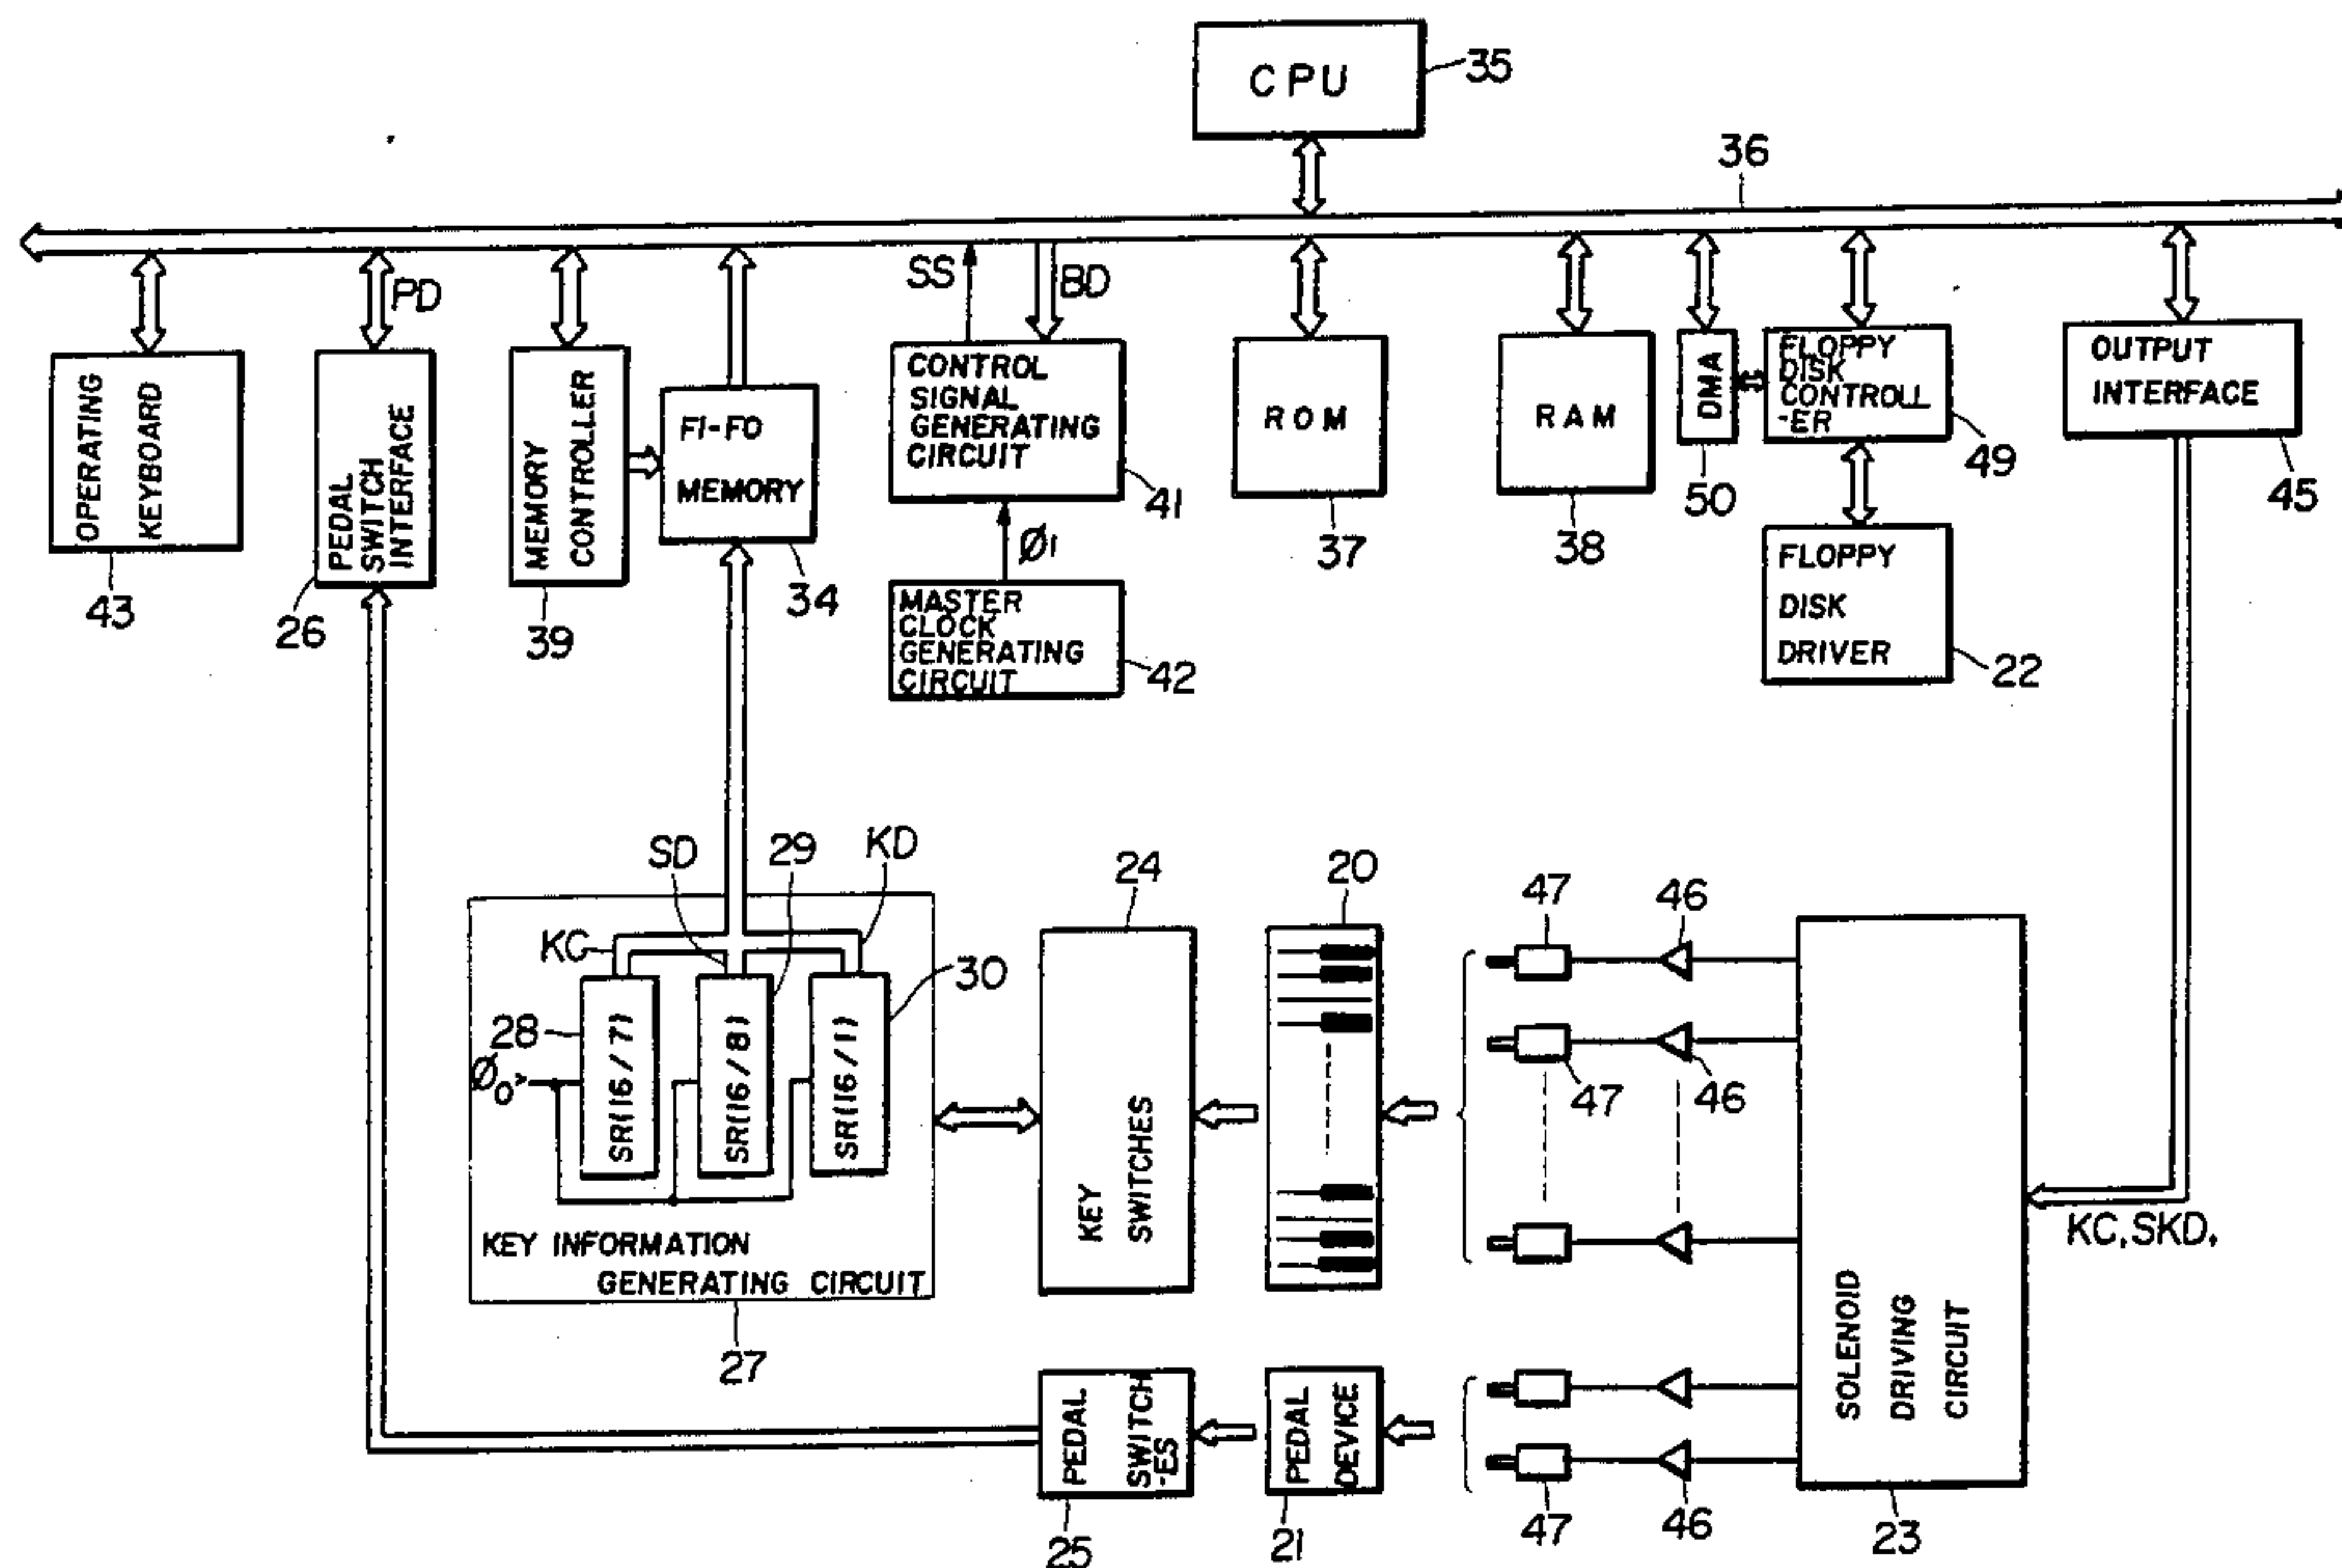 CPU
35
36
SS
BD
PD
OPERATING
KEYBOARD
43
PEDAL
SWITCH
INTERFACE
26
MEMORY
CONTROLLER
39
FI-FO
MEMORY
34
CONTROL
SIGNAL
GENERATING
CIRCUIT
41
Ø1
MASTER
CLOCK
GENERATING
CIRCUIT
42
ROM
37
RAM
38
DMA
50
FLOPPY
DISK
CONTROLL
-ER
49
FLOPPY
DISK
DRIVER
22
OUTPUT
INTERFACE
45
SD
29
KD
KC
28
30
Ø0
SR(16/7)
SR(16/8)
SR(16/1)
KEY INFORMATION
GENERATING CIRCUIT
27
24
KEY
SWITCHES
20
47
46
47
46
SOLENOID
DRIVING
CIRCUIT
23
KC,SKD,
PEDAL
SWITCH
-ES
25
PEDAL
DEVICE
21
47
46